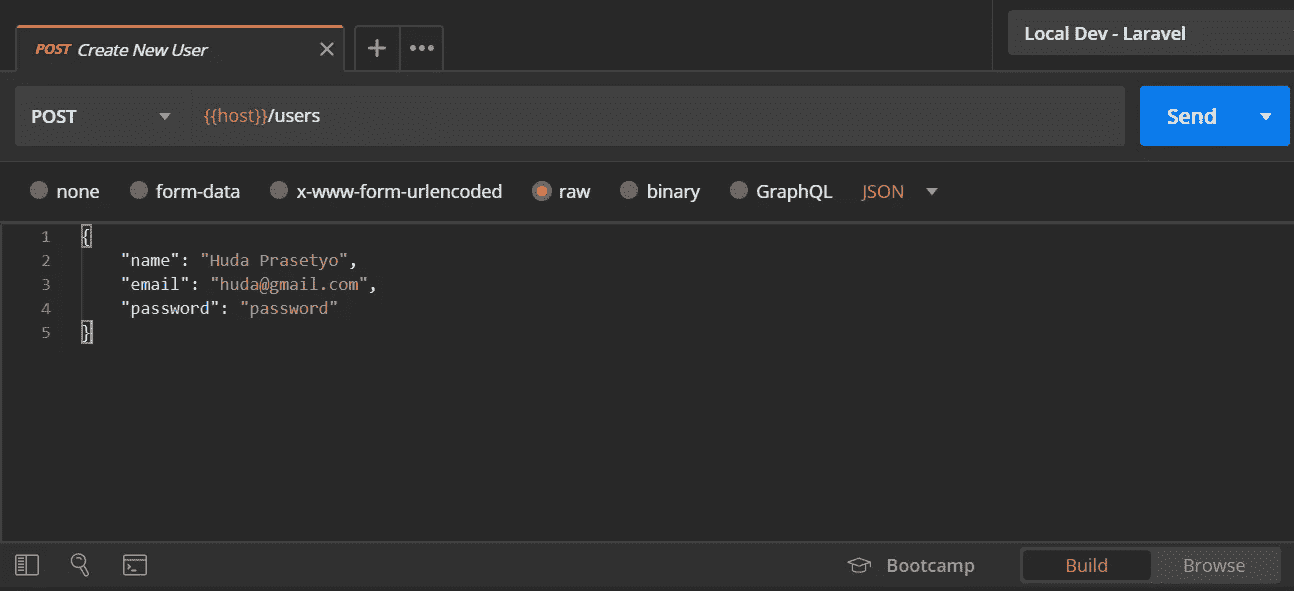 POST Create New User
Local Dev - Laravel
POST {{host}}/users Send
none form-data x-www-form-urlencoded raw binary GraphQL JSON
1 {
2 "name": "Huda Prasetyo",
3 "email": "huda@gmail.com",
4 "password": "password"
5 }
Bootcamp Build Browse